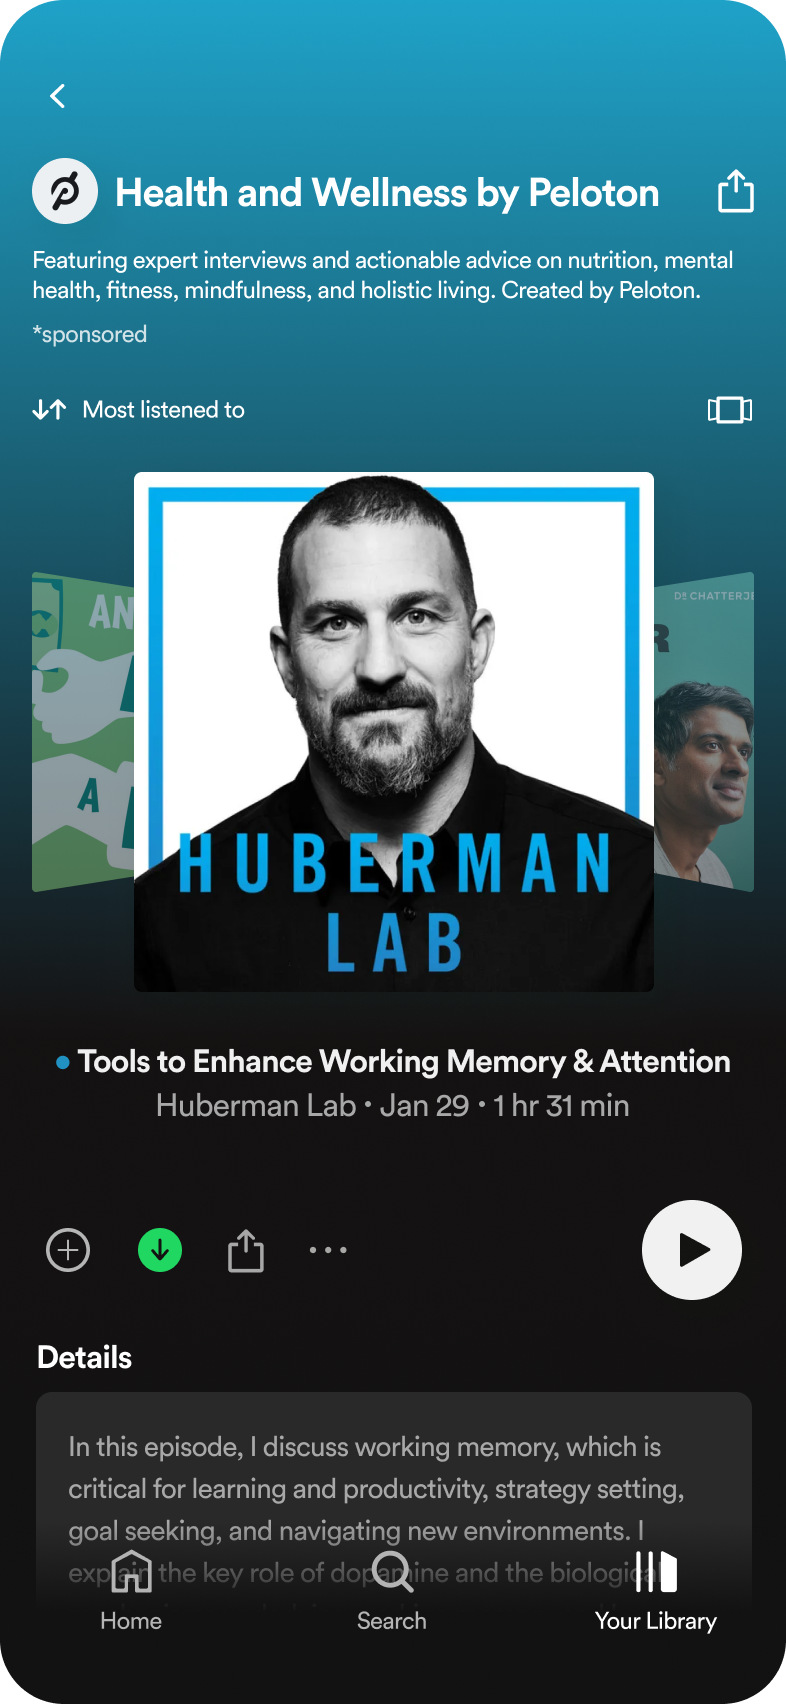 Health and Wellness by Peloton
Featuring expert interviews and actionable advice on nutrition, mental
health, fitness, mindfulness, and holistic living. Created by Peloton.
*sponsored
Most listened to
AN
A
DR CHATTERJE
R
HUBERMAN
LAB
Tools to Enhance Working Memory & Attention
Huberman Lab • Jan 29 • 1 hr 31 min
Details
In this episode, I discuss working memory, which is
critical for learning and productivity, strategy setting,
goal seeking, and navigating new environments. I
explain the key role of dopamine and the biological
Home
Search
Your Library